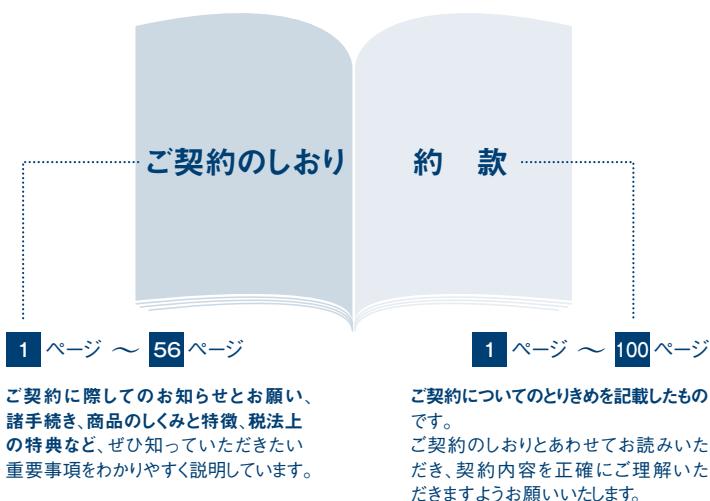 ご契約のしおり
約 款
1 ページ 〜 56 ページ
ご契約に際してのお知らせとお願い、
諸手続き、商品のしくみと特徴、税法上
の特典など、ぜひ知っていただきたい
重要事項をわかりやすく説明しています。
1 ページ 〜 100 ページ
ご契約についてのとりきめを記載したもの
です。
ご契約のしおりとあわせてお読みいた
だき、契約内容を正確にご理解いた
だきますようお願いいたします。